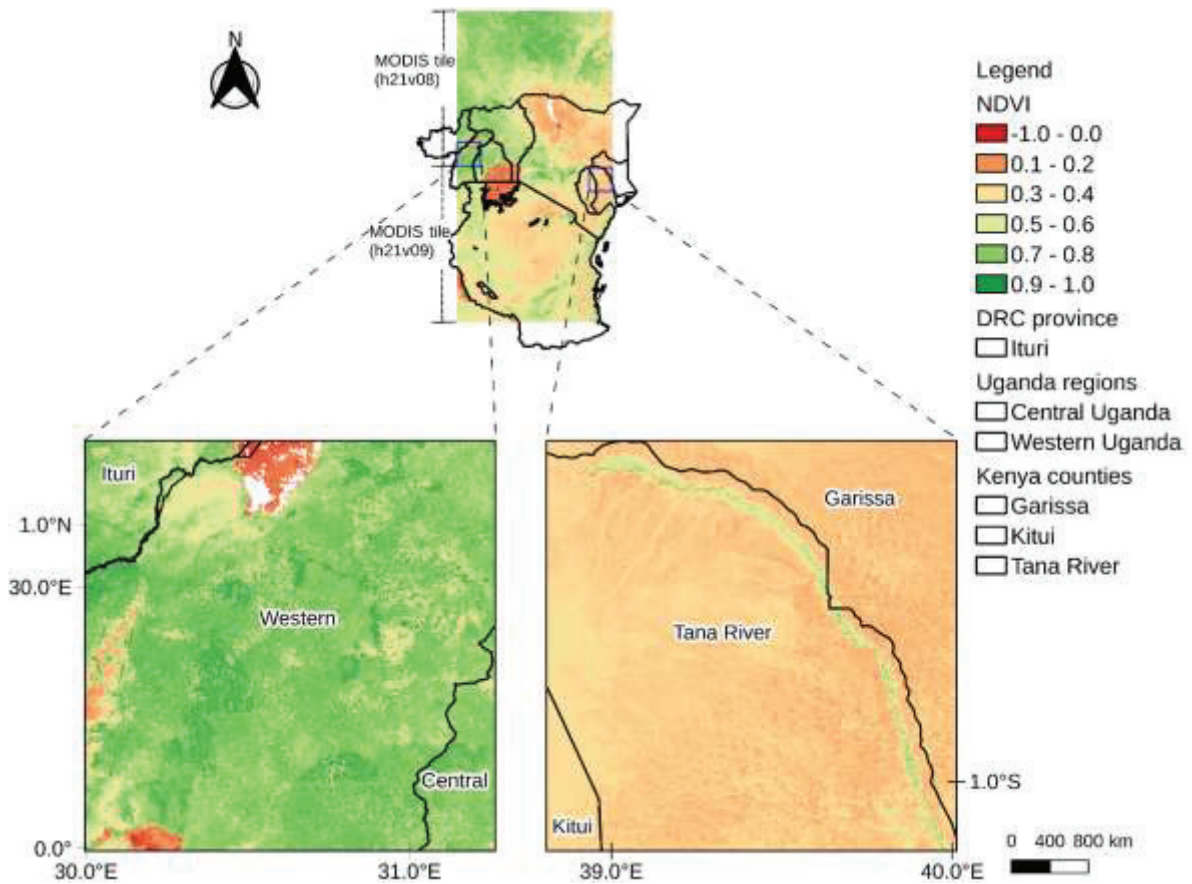 N
MODIS tile
(h21v08)
MODIS tile
(h21v09)
Legend
NDVI
-1.0 - 0.0
0.1 - 0.2
0.3 - 0.4
0.5 - 0.6
0.7 - 0.8
0.9 - 1.0
DRC province
Ituri
Uganda regions
Central Uganda
Western Uganda
Kenya counties
Garissa
Kitui
Tana River
Ituri
1.0°N
30.0°E
Western
Central
0.0°
30.0°E
31.0°E
Garissa
Tana River
Kitui
1.0°S
39.0°E
40.0°E
0 400 800 km